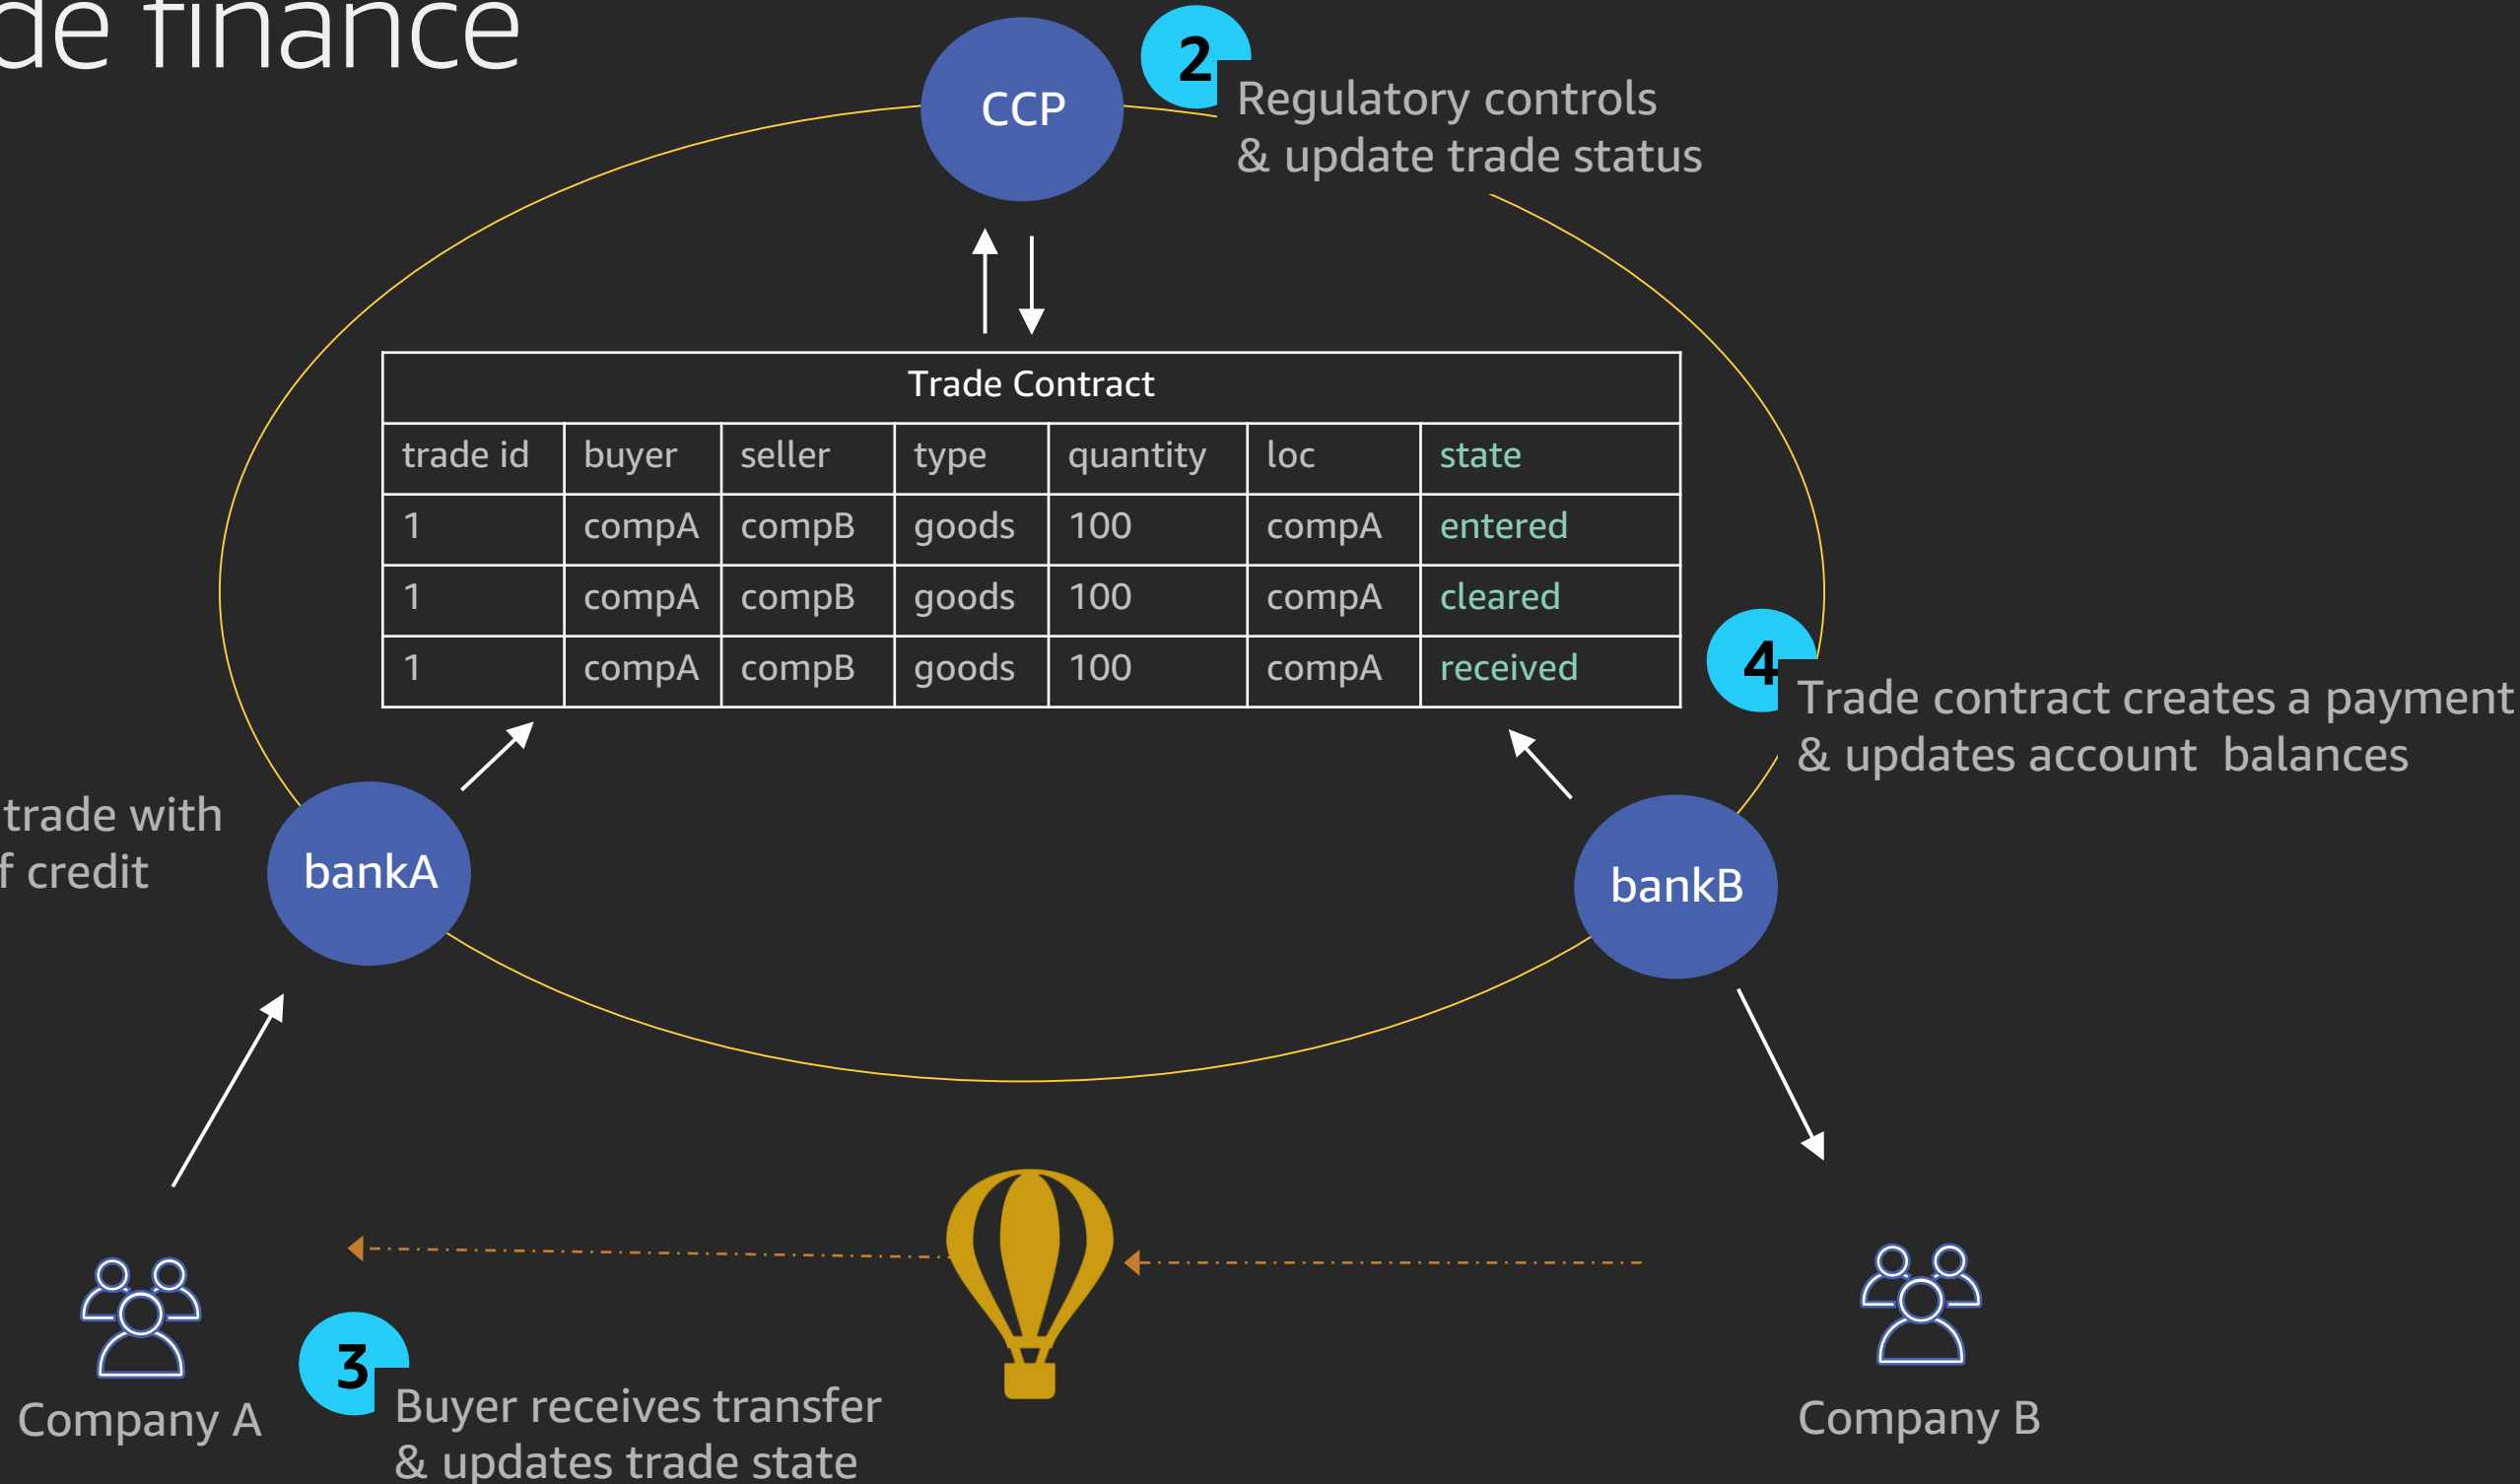 de finance
CCP
2
Regulatory controls
& update trade status
Trade Contract
trade id buyer seller type quantity loc state
1 compA compB goods 100 compA entered
1 compA compB goods 100 compA cleared
1 compA compB goods 100 compA received
4
Trade contract creates a payment
& updates account balances
trade with
f credit
bankA
bankB
3
Buyer receives transfer
& updates trade state
Company A
Company B